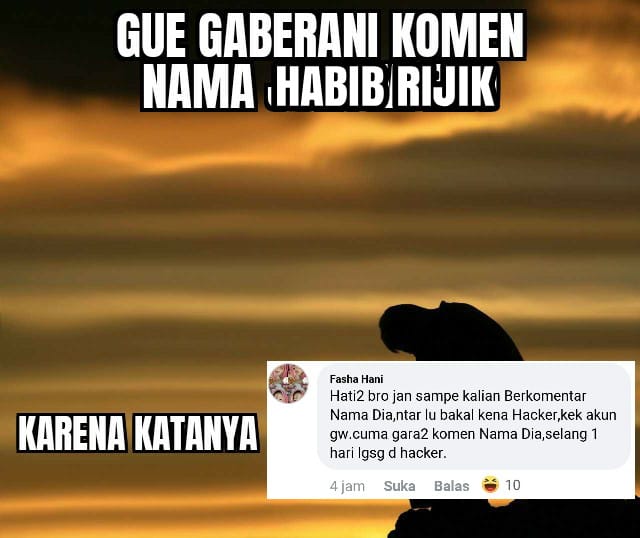 GUE GABERANI KOMEN
NAMA HABIB RIJIK
KARENA KATANYA
Fasha Hani
Hati2 bro jan sampe kalian Berkomentar
Nama Dia,ntar lu bakal kena Hacker,kek akun
gw.cuma gara2 komen Nama Dia,selang 1
hari lgsg d hacker.
4 jam Suka Balas 10